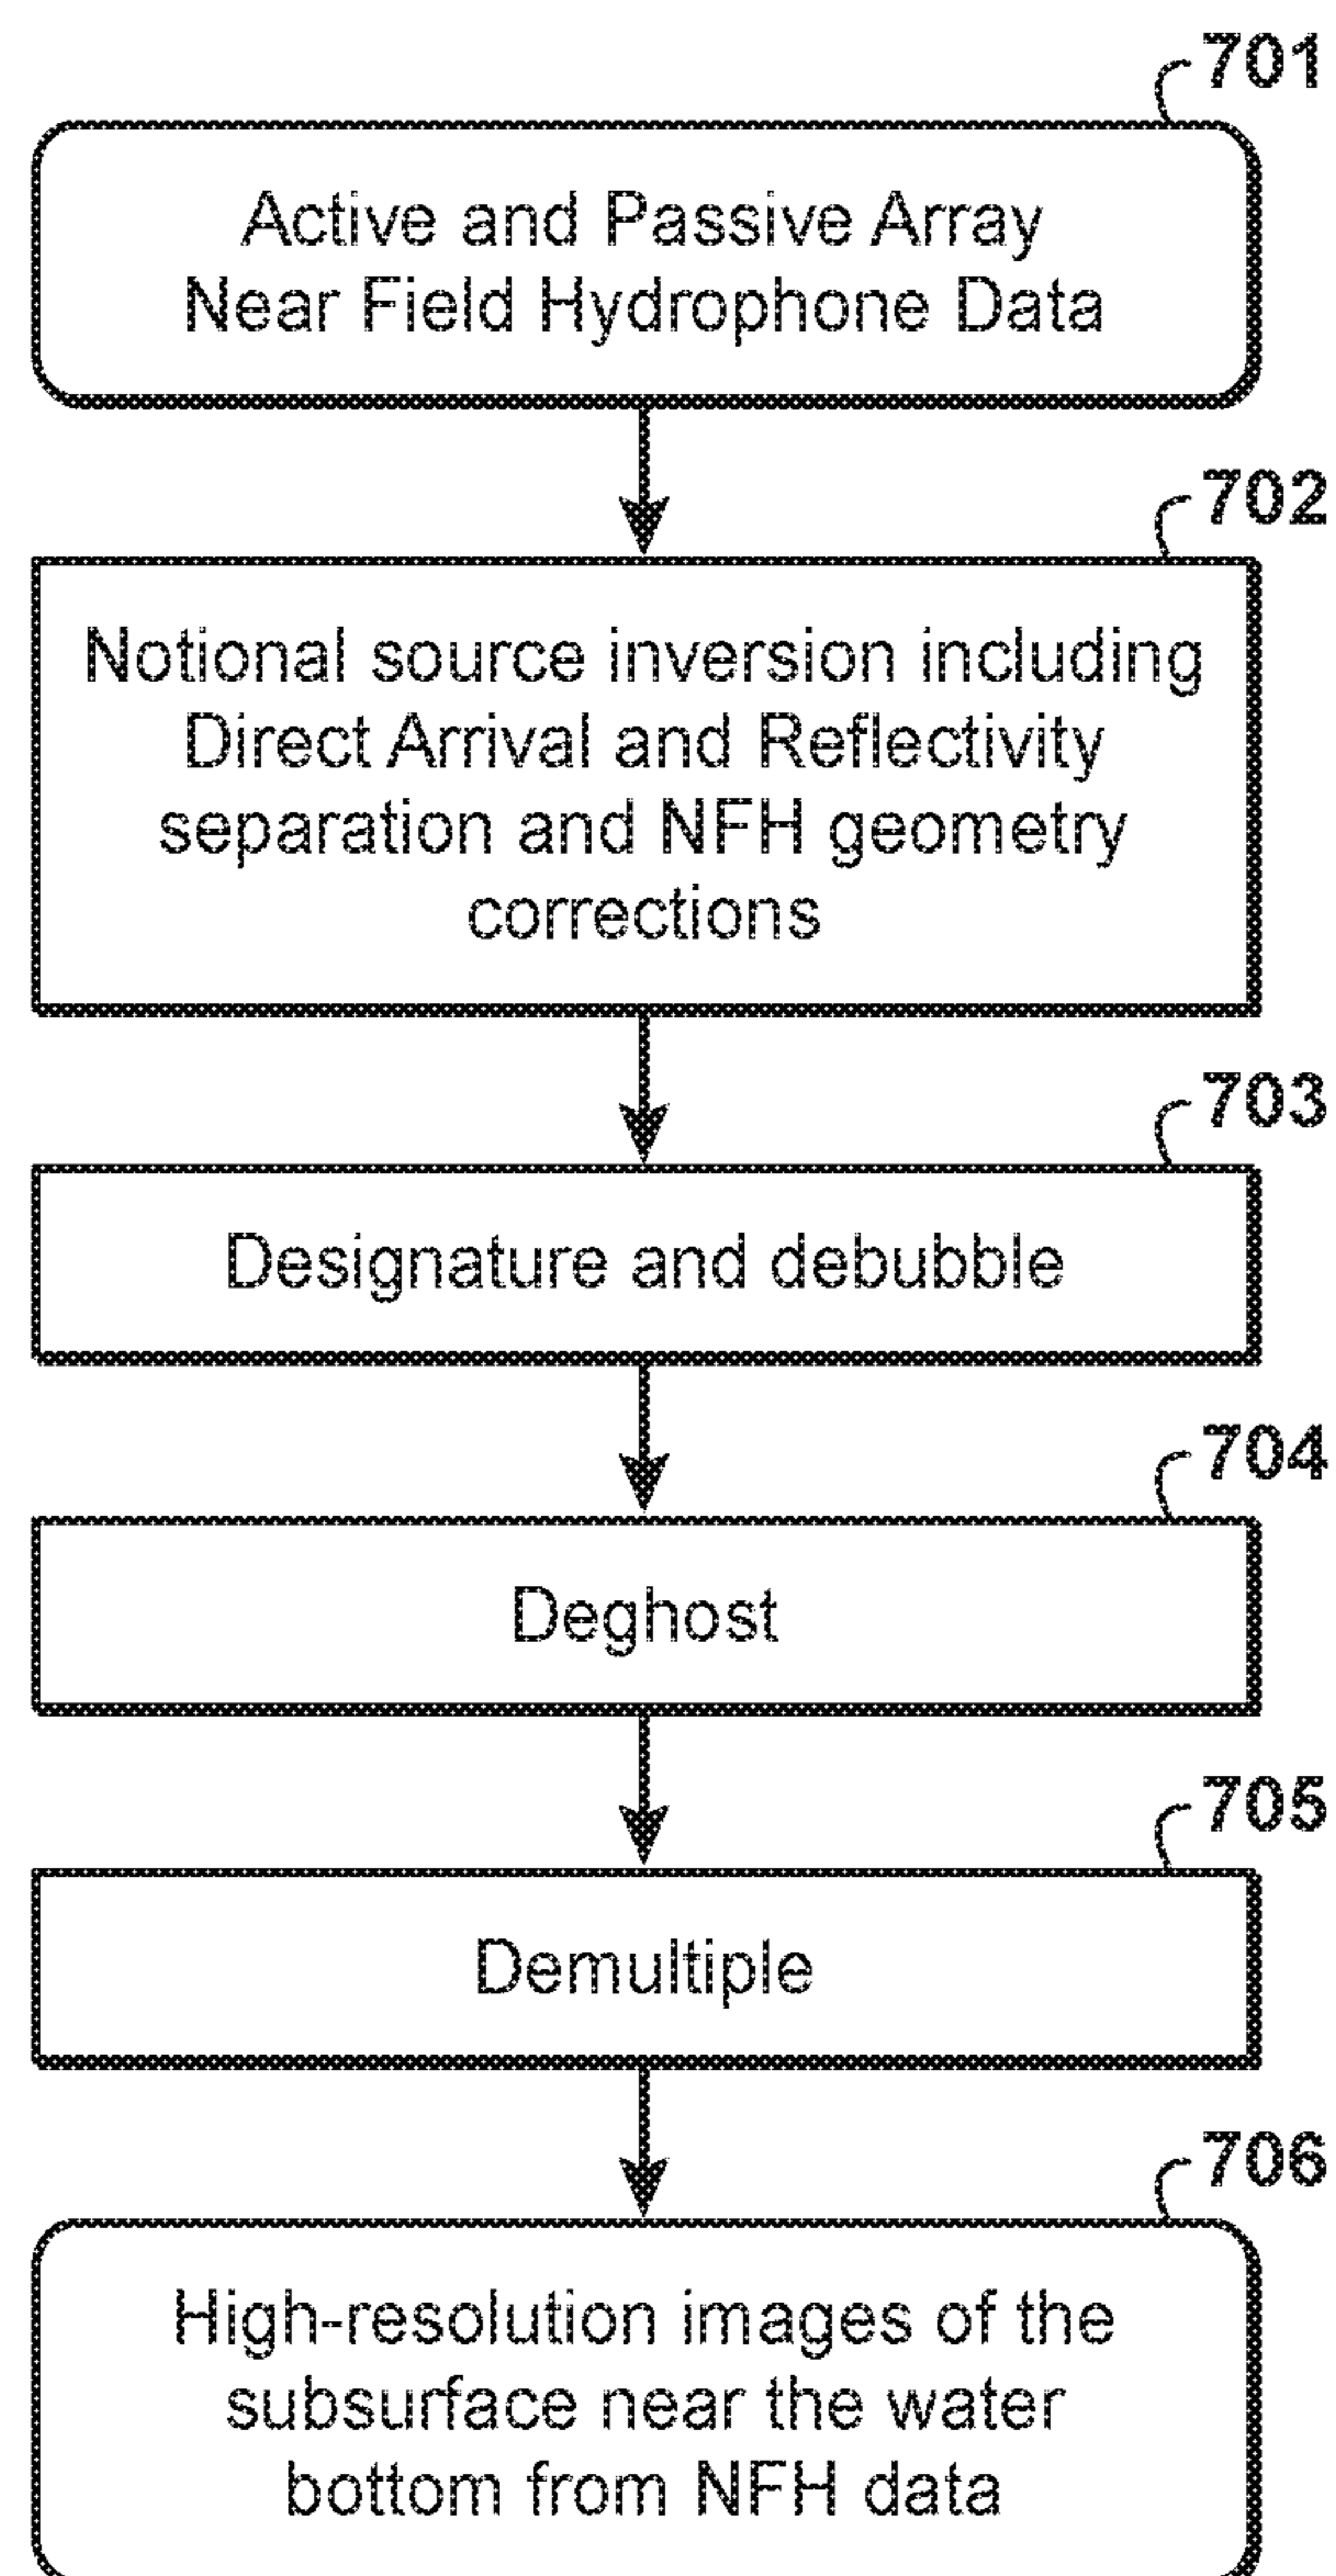 701
Active and Passive Array
Near Field Hydrophone Data
702
Notional source inversion including
Direct Arrival and Reflectivity
separation and NFH geometry
corrections
703
Designature and debubble
704
Deghost
705
Demultiple
706
High-resolution images of the
subsurface near the water
bottom from NFH data